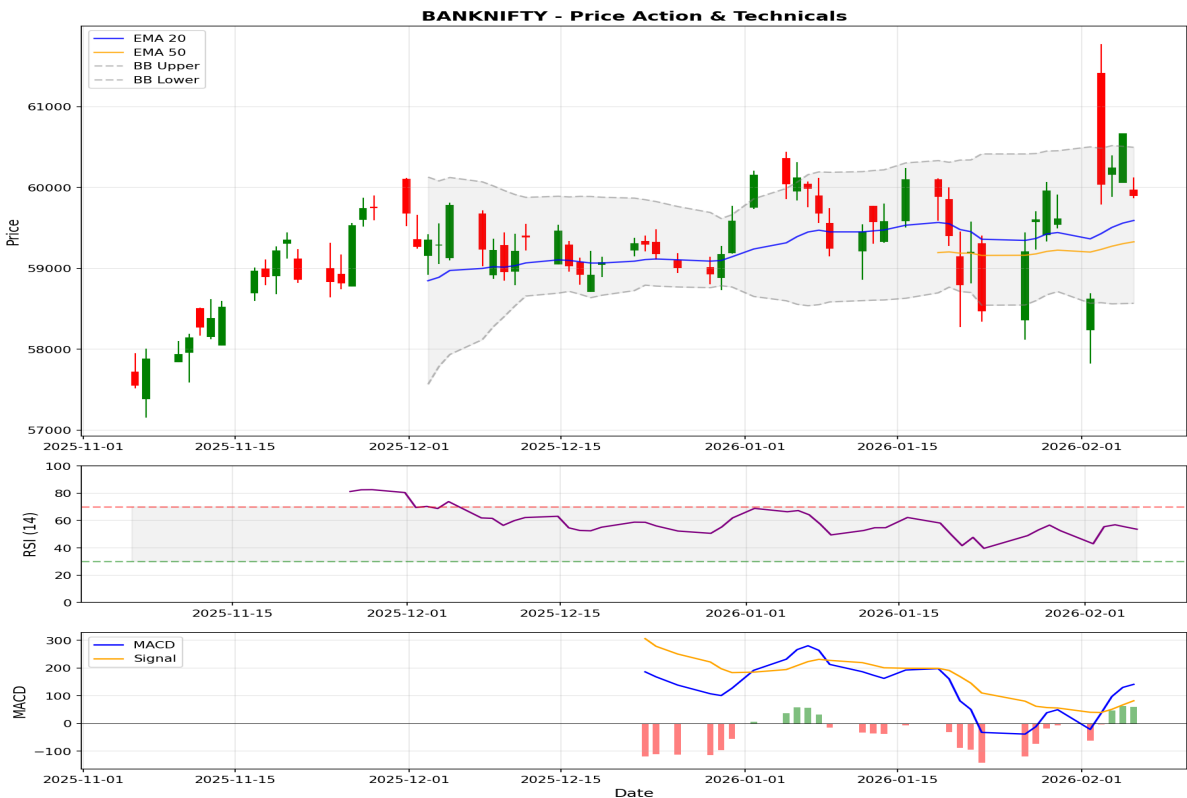 BANKNIFTY - Price Action & Technicals
EMA 20
EMA 50
BB Upper
BB Lower
Price
61000
60000
59000
58000
57000
2025-11-01 2025-11-15 2025-12-01 2025-12-15 2026-01-01 2026-01-15 2026-02-01
RSI (14)
100
80
60
40
20
0
2025-11-15 2025-12-01 2025-12-15 2026-01-01 2026-01-15 2026-02-01
MACD
Signal
MACD
300
200
100
0
−100
2025-11-01 2025-11-15 2025-12-01 2025-12-15 2026-01-01 2026-01-15 2026-02-01
Date